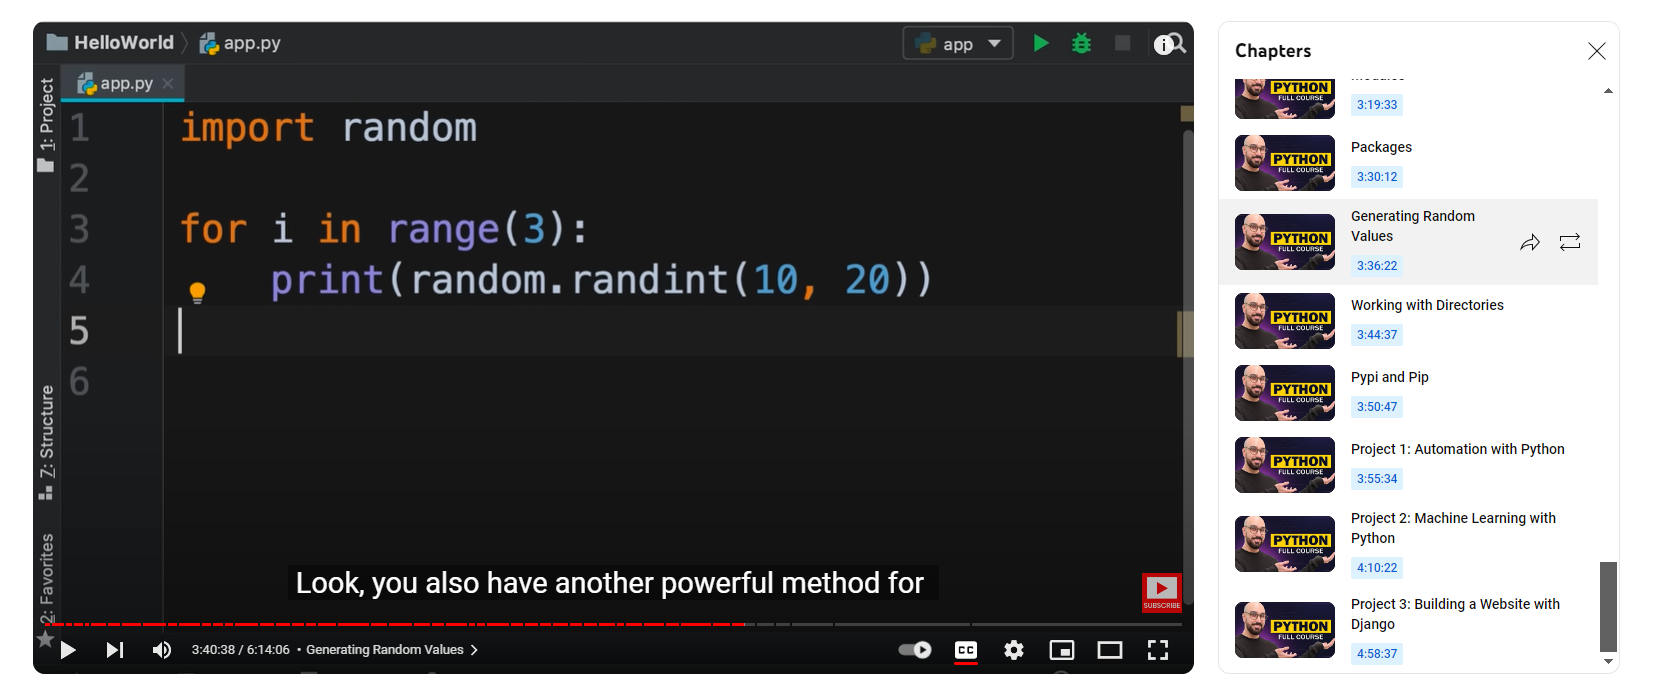 HelloWorld
app.py
app
app.py
1: Project
7: Structure
2: Favorites
1 import random
2
3 for i in range(3):
4     print(random.randint(10, 20))
5
6
Look, you also have another powerful method for
SUBSCRIBE
3:40:38 / 6:14:06 • Generating Random Values
CC
Chapters
PYTHON
FULL COURSE
3:19:33
PYTHON
FULL COURSE
Packages
3:30:12
PYTHON
FULL COURSE
Generating Random
Values
3:36:22
PYTHON
FULL COURSE
Working with Directories
3:44:37
PYTHON
FULL COURSE
Pypi and Pip
3:50:47
PYTHON
FULL COURSE
Project 1: Automation with Python
3:55:34
PYTHON
FULL COURSE
Project 2: Machine Learning with
Python
4:10:22
PYTHON
FULL COURSE
Project 3: Building a Website with
Django
4:58:37